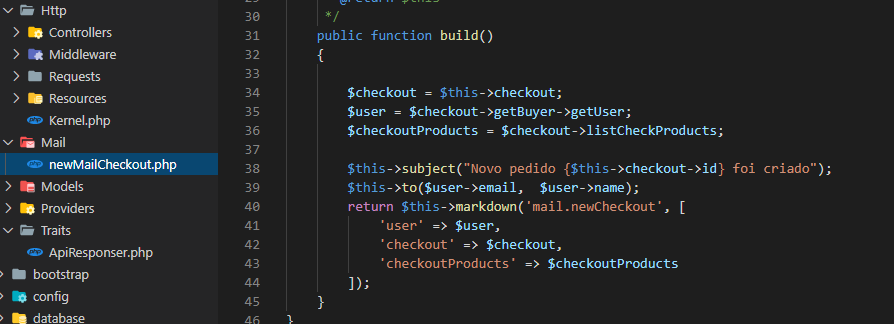 Http
Controllers
Middleware
Requests
Resources
Kernel.php
Mail
newMailCheckout.php
Models
Providers
Traits
ApiResponser.php
bootstrap
config
database
29 @return $this
30 */
31 public function build()
32 {
33
34 $checkout = $this->checkout;
35 $user = $checkout->getBuyer->getUser;
36 $checkoutProducts = $checkout->listCheckProducts;
37
38 $this->subject("Novo pedido {$this->checkout->id} foi criado");
39 $this->to($user->email,  $user->name);
40 return $this->markdown('mail.newCheckout', [
41 'user' => $user,
42 'checkout' => $checkout,
43 'checkoutProducts' => $checkoutProducts
44 ]);
45 }
46 }